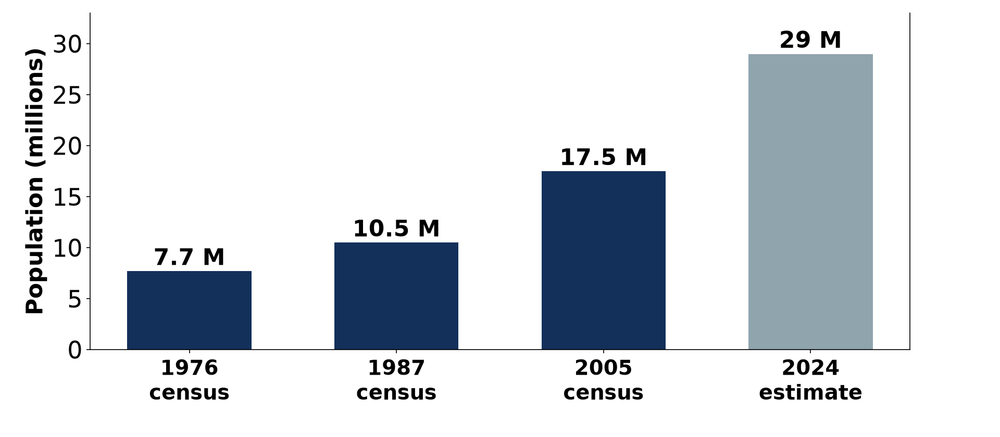 Population (millions)
30
25
20
15
10
5
0
7.7 M
10.5 M
17.5 M
29 M
1976
census
1987
census
2005
census
2024
estimate